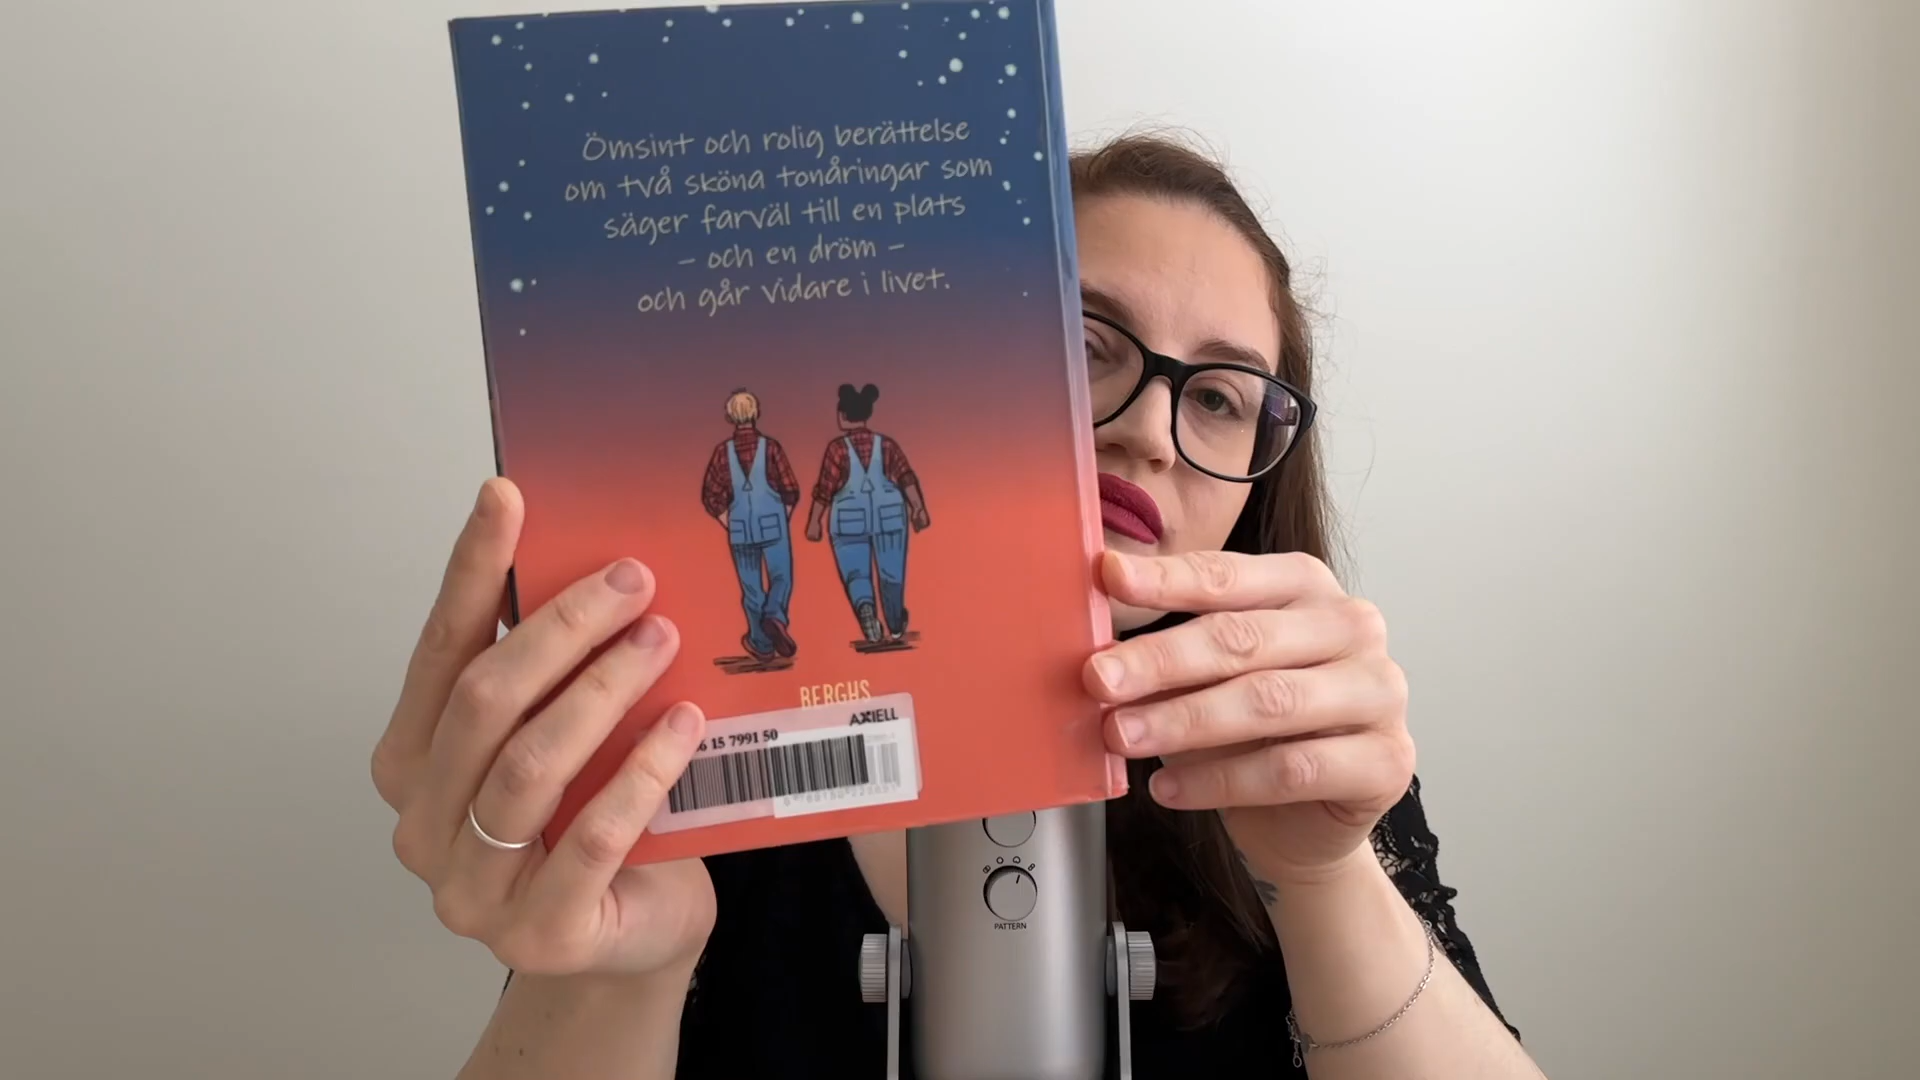 Ömsint och rolig berättelse
om två sköna tonåringar som
säger farväl till en plats
– och en dröm –
och går vidare i livet.
BERGHS
AXIELL
6 15 7991 50
PATTERN